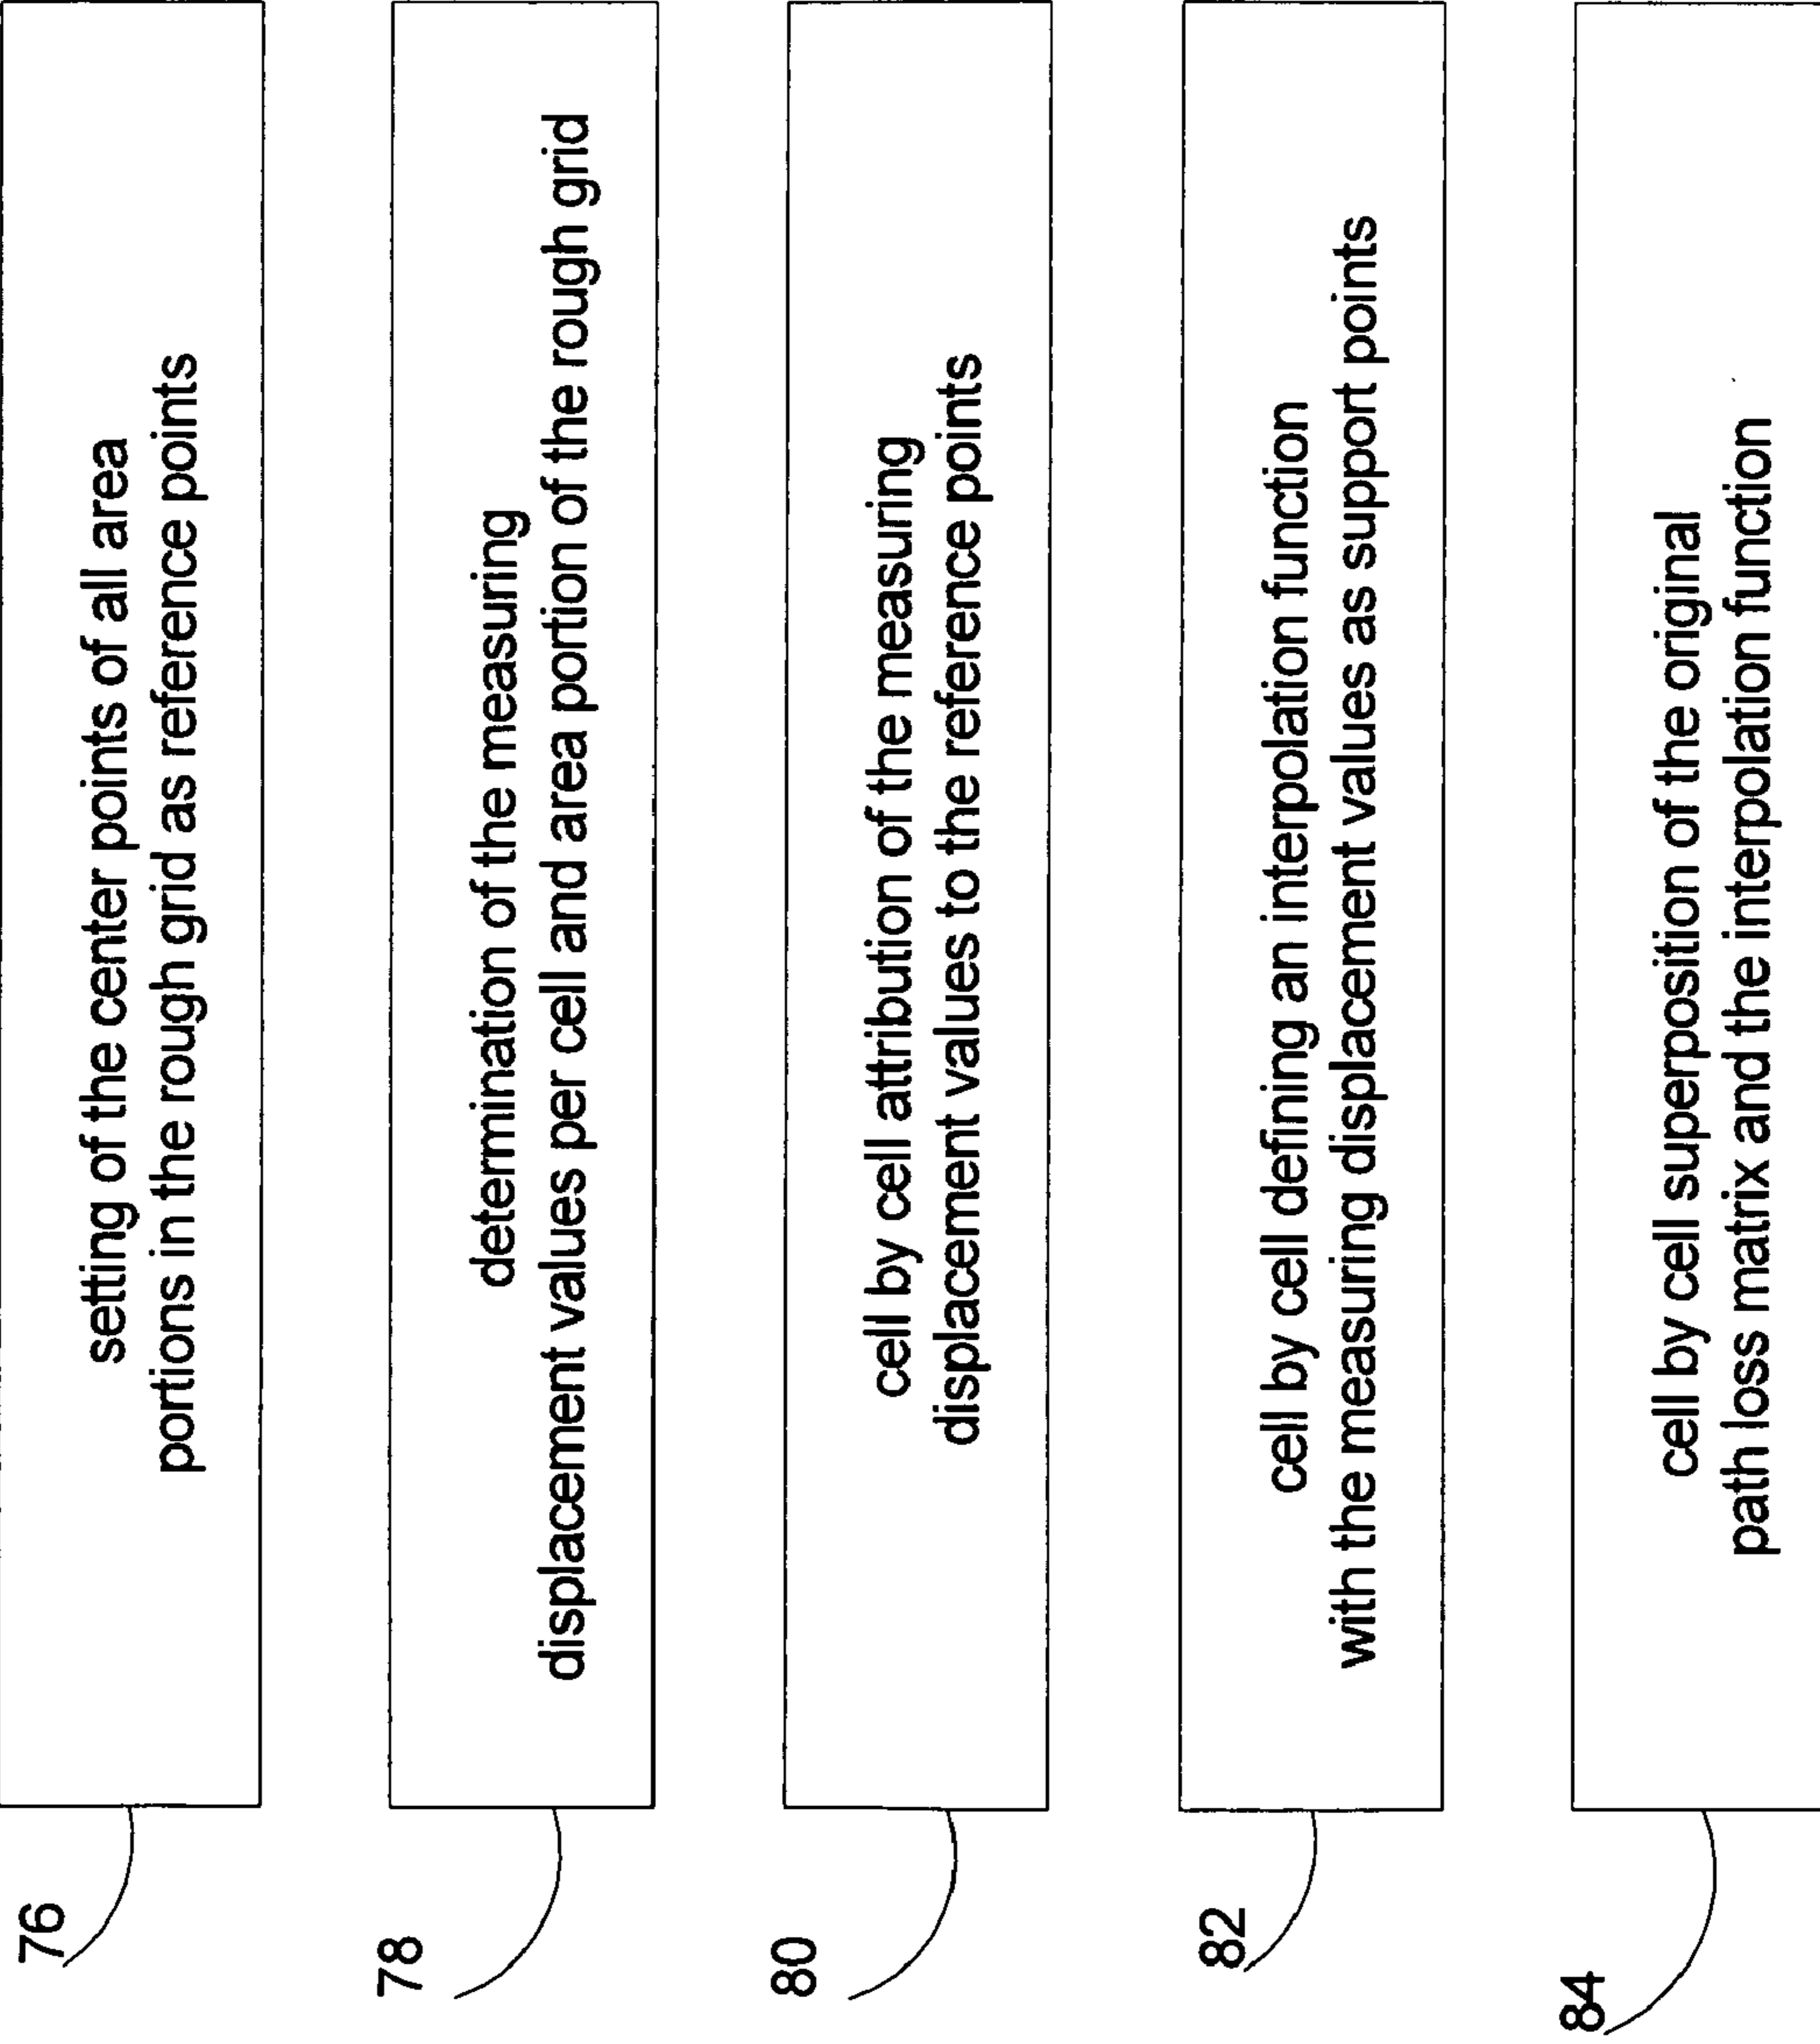 76
setting of the center points of all area
portions in the rough grid as reference points
78
determination of the measuring
displacement values per cell and area portion of the rough grid
80
cell by cell attribution of the measuring
displacement values to the reference points
82
cell by cell defining an interpolation function
with the measuring displacement values as support points
84
cell by cell superposition of the original
path loss matrix and the interpolation function